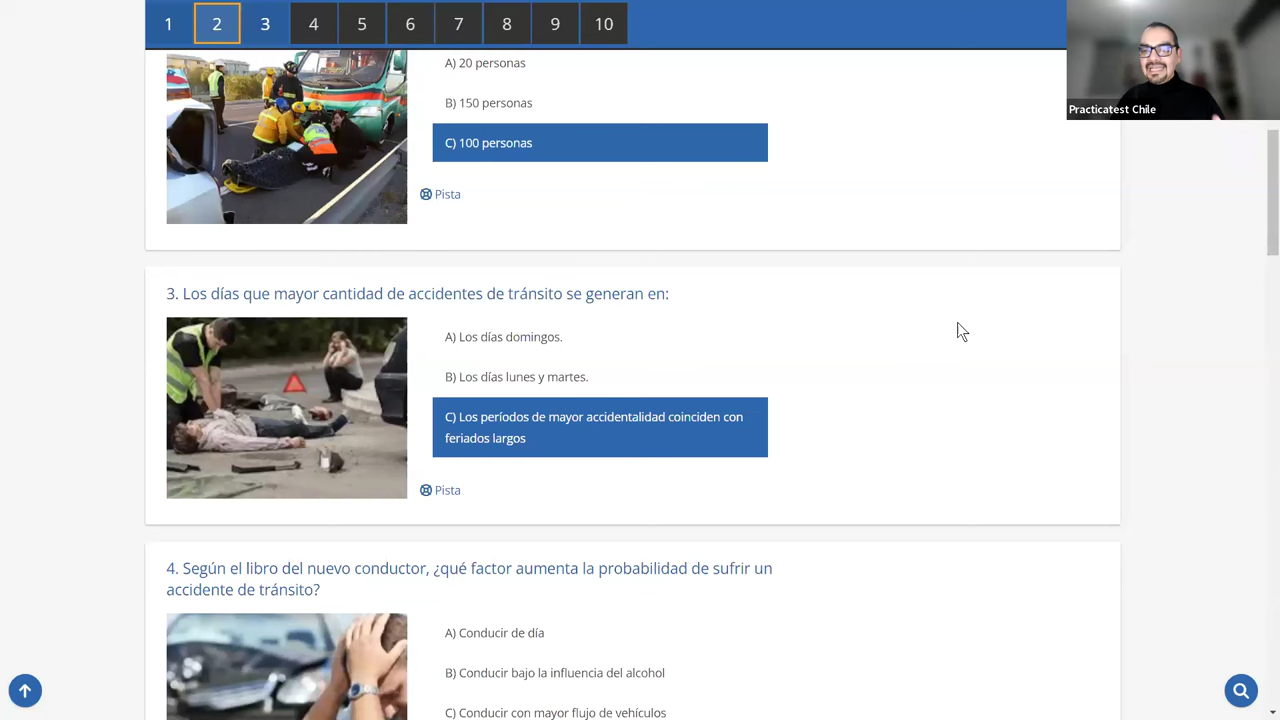 1 2 3 4 5 6 7 8 9 10
Practicatest Chile
A) 20 personas
B) 150 personas
C) 100 personas
Pista
3. Los días que mayor cantidad de accidentes de tránsito se generan en:
A) Los días domingos.
B) Los días lunes y martes.
C) Los períodos de mayor accidentalidad coinciden con
feriados largos
Pista
4. Según el libro del nuevo conductor, ¿qué factor aumenta la probabilidad de sufrir un
accidente de tránsito?
A) Conducir de día
B) Conducir bajo la influencia del alcohol
C) Conducir con mayor flujo de vehículos